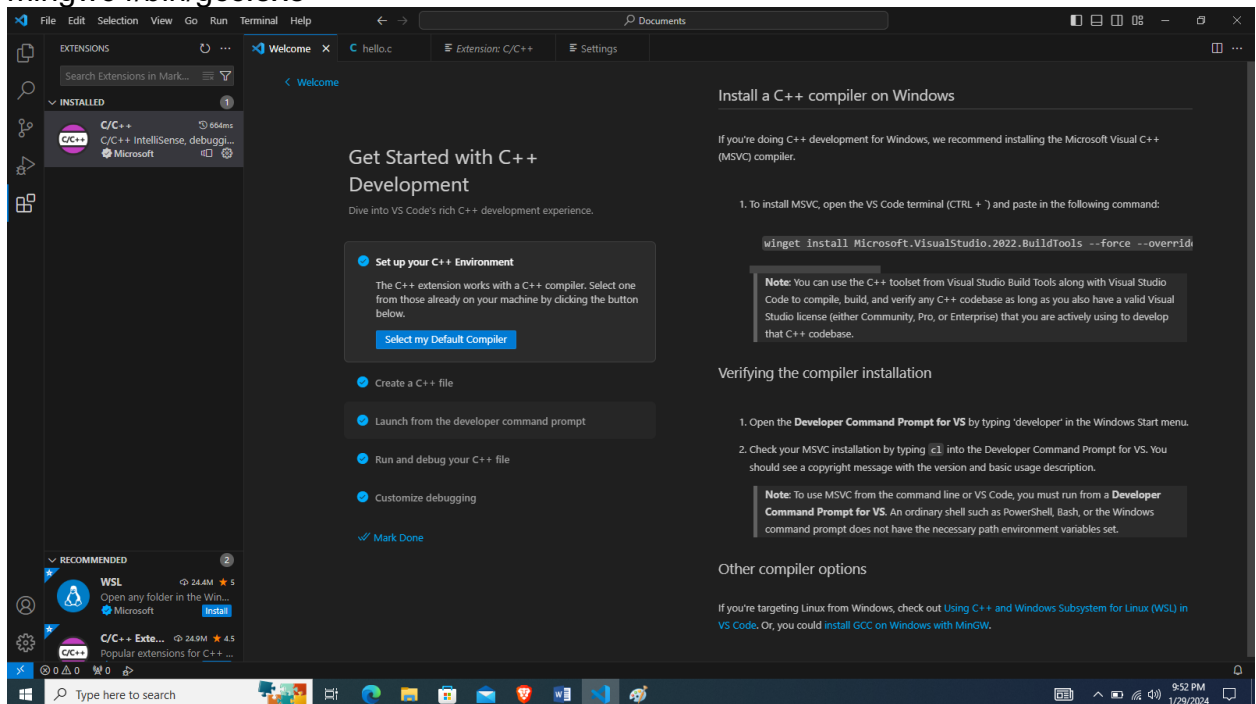 File Edit Selection View Go Run Terminal Help
Documents
EXTENSIONS
Welcome
C hello.c
Extension: C/C++
Settings
Search Extensions in Mark...
INSTALLED 1
C/C++ 664ms
C/C++ IntelliSense, debuggi...
Microsoft
C/C++
Welcome
Get Started with C++
Development
Dive into VS Code's rich C++ development experience.
Set up your C++ Environment
The C++ extension works with a C++ compiler. Select one
from those already on your machine by clicking the button
below.
Select my Default Compiler
Create a C++ file
Launch from the developer command prompt
Run and debug your C++ file
Customize debugging
Mark Done
Install a C++ compiler on Windows
If you're doing C++ development for Windows, we recommend installing the Microsoft Visual C++
(MSVC) compiler.
1. To install MSVC, open the VS Code terminal (CTRL + `) and paste in the following command:
winget install Microsoft.VisualStudio.2022.BuildTools --force --override
Note: You can use the C++ toolset from Visual Studio Build Tools along with Visual Studio
Code to compile, build, and verify any C++ codebase as long as you also have a valid Visual
Studio license (either Community, Pro, or Enterprise) that you are actively using to develop
that C++ codebase.
Verifying the compiler installation
1. Open the Developer Command Prompt for VS by typing 'developer' in the Windows Start menu.
2. Check your MSVC installation by typing cl into the Developer Command Prompt for VS. You
should see a copyright message with the version and basic usage description.
Note: To use MSVC from the command line or VS Code, you must run from a Developer
Command Prompt for VS. An ordinary shell such as PowerShell, Bash, or the Windows
command prompt does not have the necessary path environment variables set.
Other compiler options
If you're targeting Linux from Windows, check out Using C++ and Windows Subsystem for Linux (WSL) in
VS Code. Or, you could install GCC on Windows with MinGW.
RECOMMENDED 2
WSL 24.4M ★ 5
Open any folder in the Win...
Microsoft Install
C/C++ Exte... 24.9M ★ 4.5
Popular extensions for C++ ...
C/C++
0 0 0
Type here to search
9:52 PM
1/29/2024